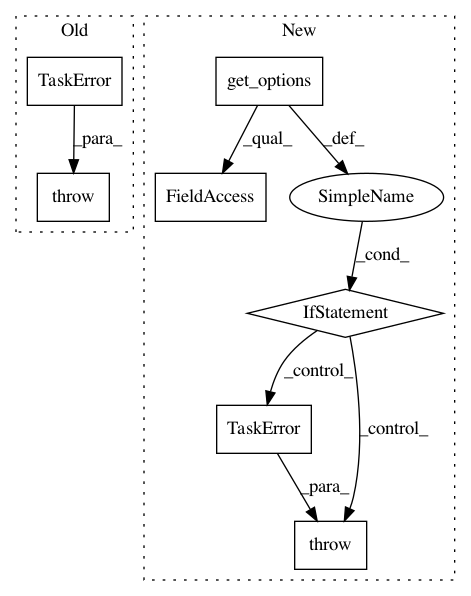 Old
New
TaskError
get_options
_para_
_qual_
_def_
throw
FieldAccess
SimpleName
_cond_
IfStatement
_control_
_control_
TaskError
_para_
throw